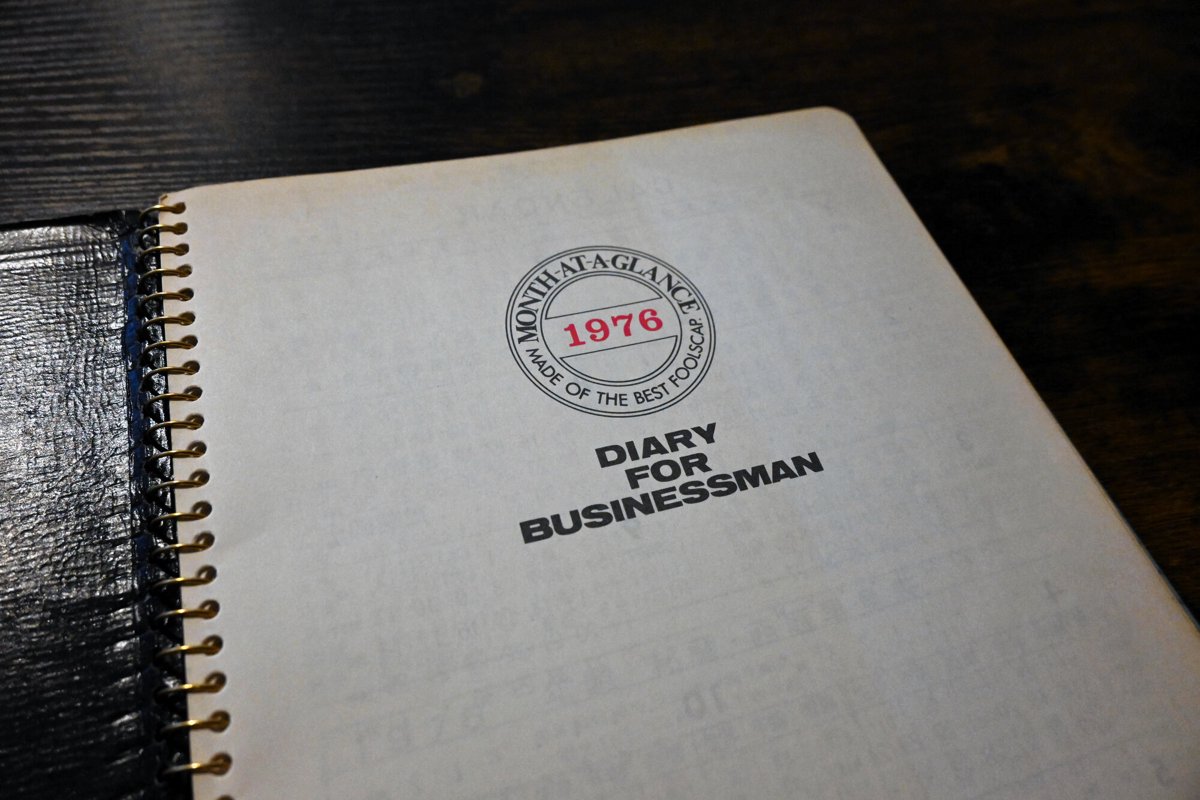 MONTH-AT-A-GLANCE
1976
MADE OF THE BEST FOOLSCAP.
DIARY
FOR
BUSINESSMAN